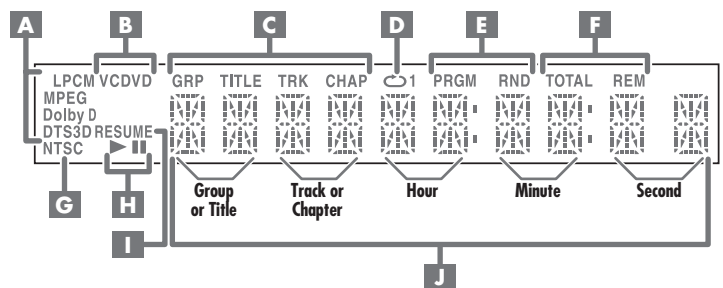 A B C D E F
LPCM VCDVD GRP TITLE TRK CHAP 1 PRGM RND TOTAL REM
MPEG
Dolby D
DTS3D RESUME
NTSC
G H
Group or Title
Track or Chapter
Hour
Minute
Second
I
J